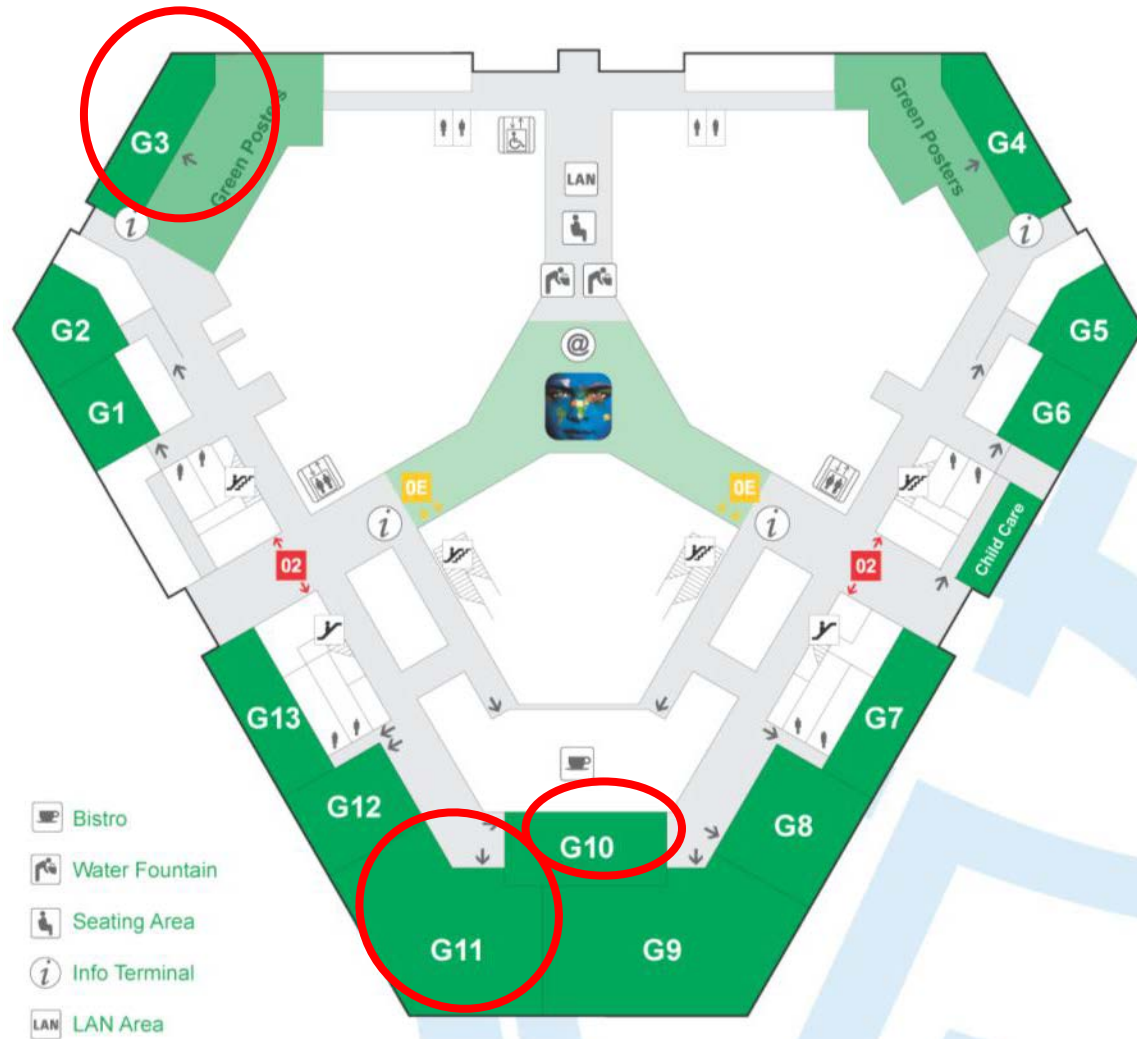 G3
Green Posters
Green Posters
G4
LAN
i
i
G2
G5
@
G1
G6
0E
0E
i
i
Child Care
02
02
G13
G7
G12
G8
G10
G11
G9
Bistro
Water Fountain
Seating Area
i Info Terminal
LAN LAN Area